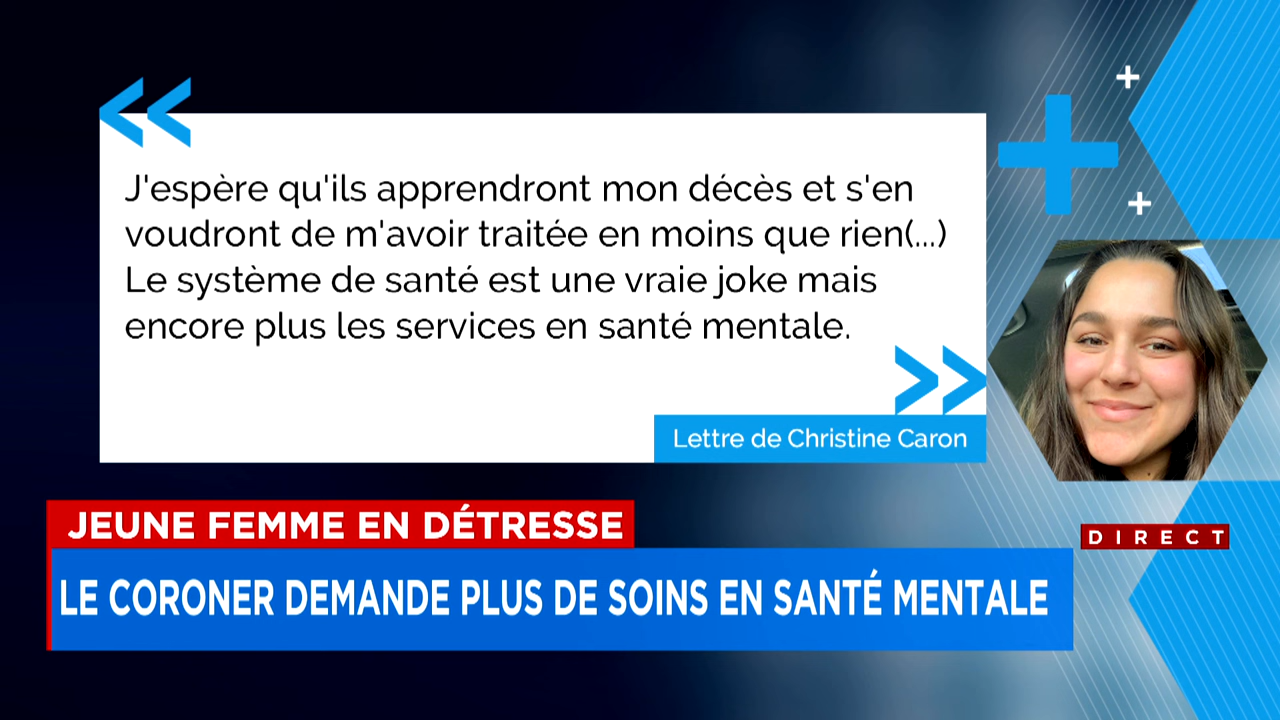 J'espère qu'ils apprendront mon décès et s'en
voudront de m'avoir traitée en moins que rien(...)
Le système de santé est une vraie joke mais
encore plus les services en santé mentale.
Lettre de Christine Caron
JEUNE FEMME EN DÉTRESSE
DIRECT
LE CORONER DEMANDE PLUS DE SOINS EN SANTÉ MENTALE